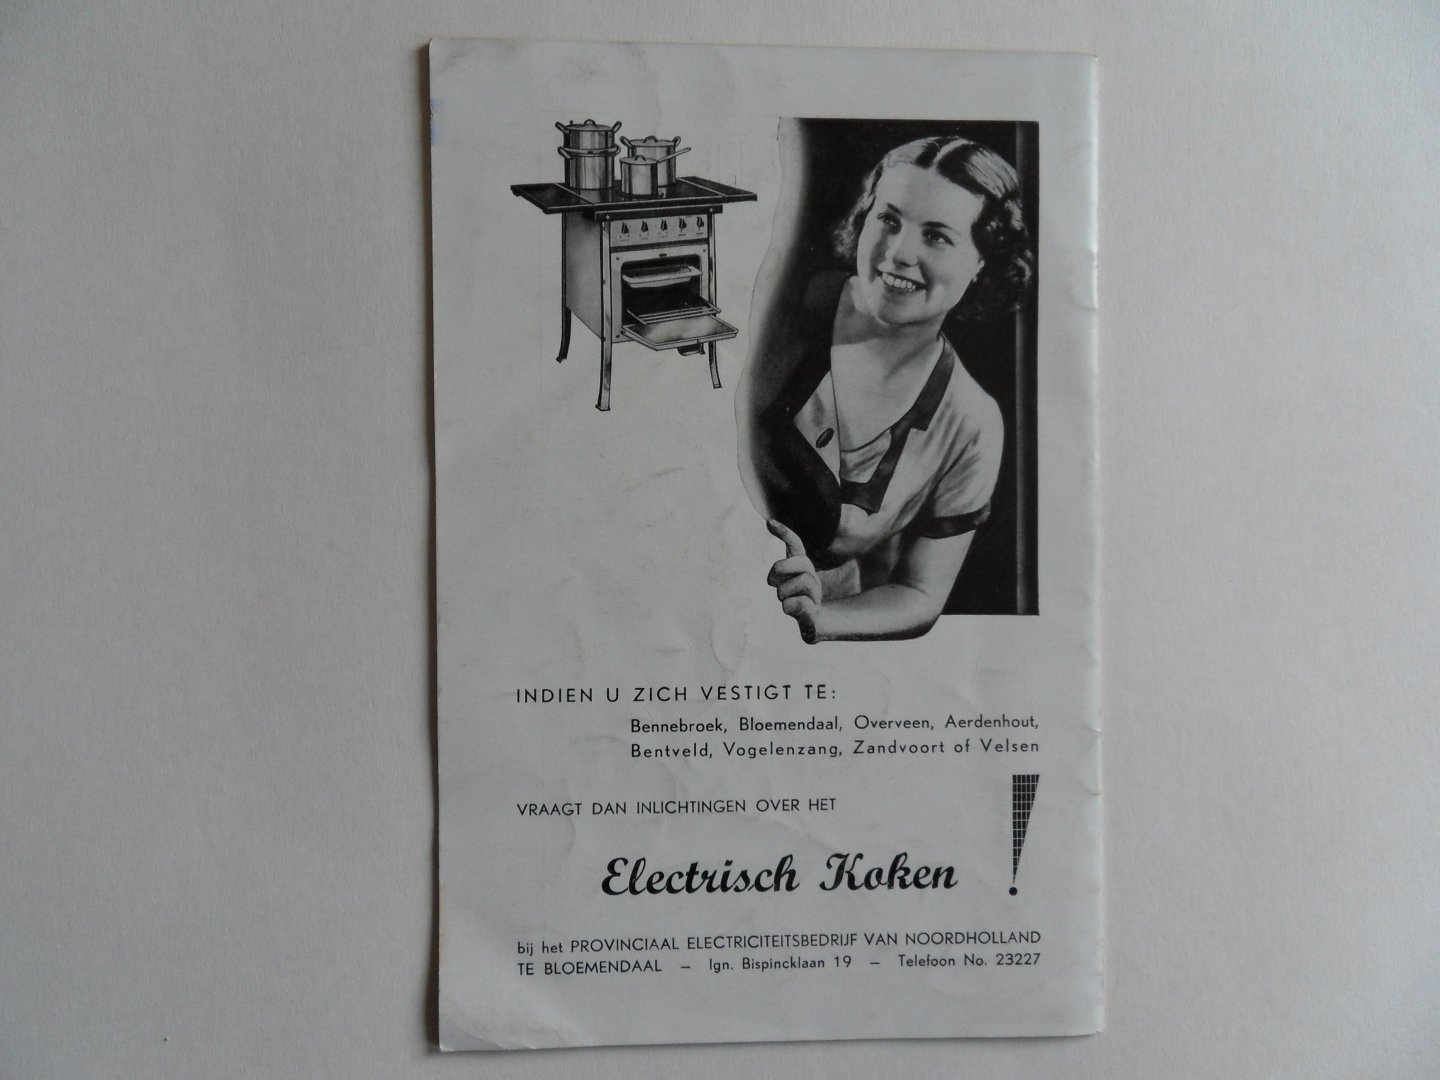 INDIEN U ZICH VESTIGT TE:
Bennebroek, Bloemendaal, Overveen, Aerdenhout,
Bentveld, Vogelenzang, Zandvoort of Velsen
VRAAGT DAN INLICHTINGEN OVER HET
Electrisch Koken !
bij het PROVINCIAAL ELECTRICITEITSBEDRIJF VAN NOORDHOLLAND
TE BLOEMENDAAL — Ign. Bispincklaan 19 — Telefoon No. 23227